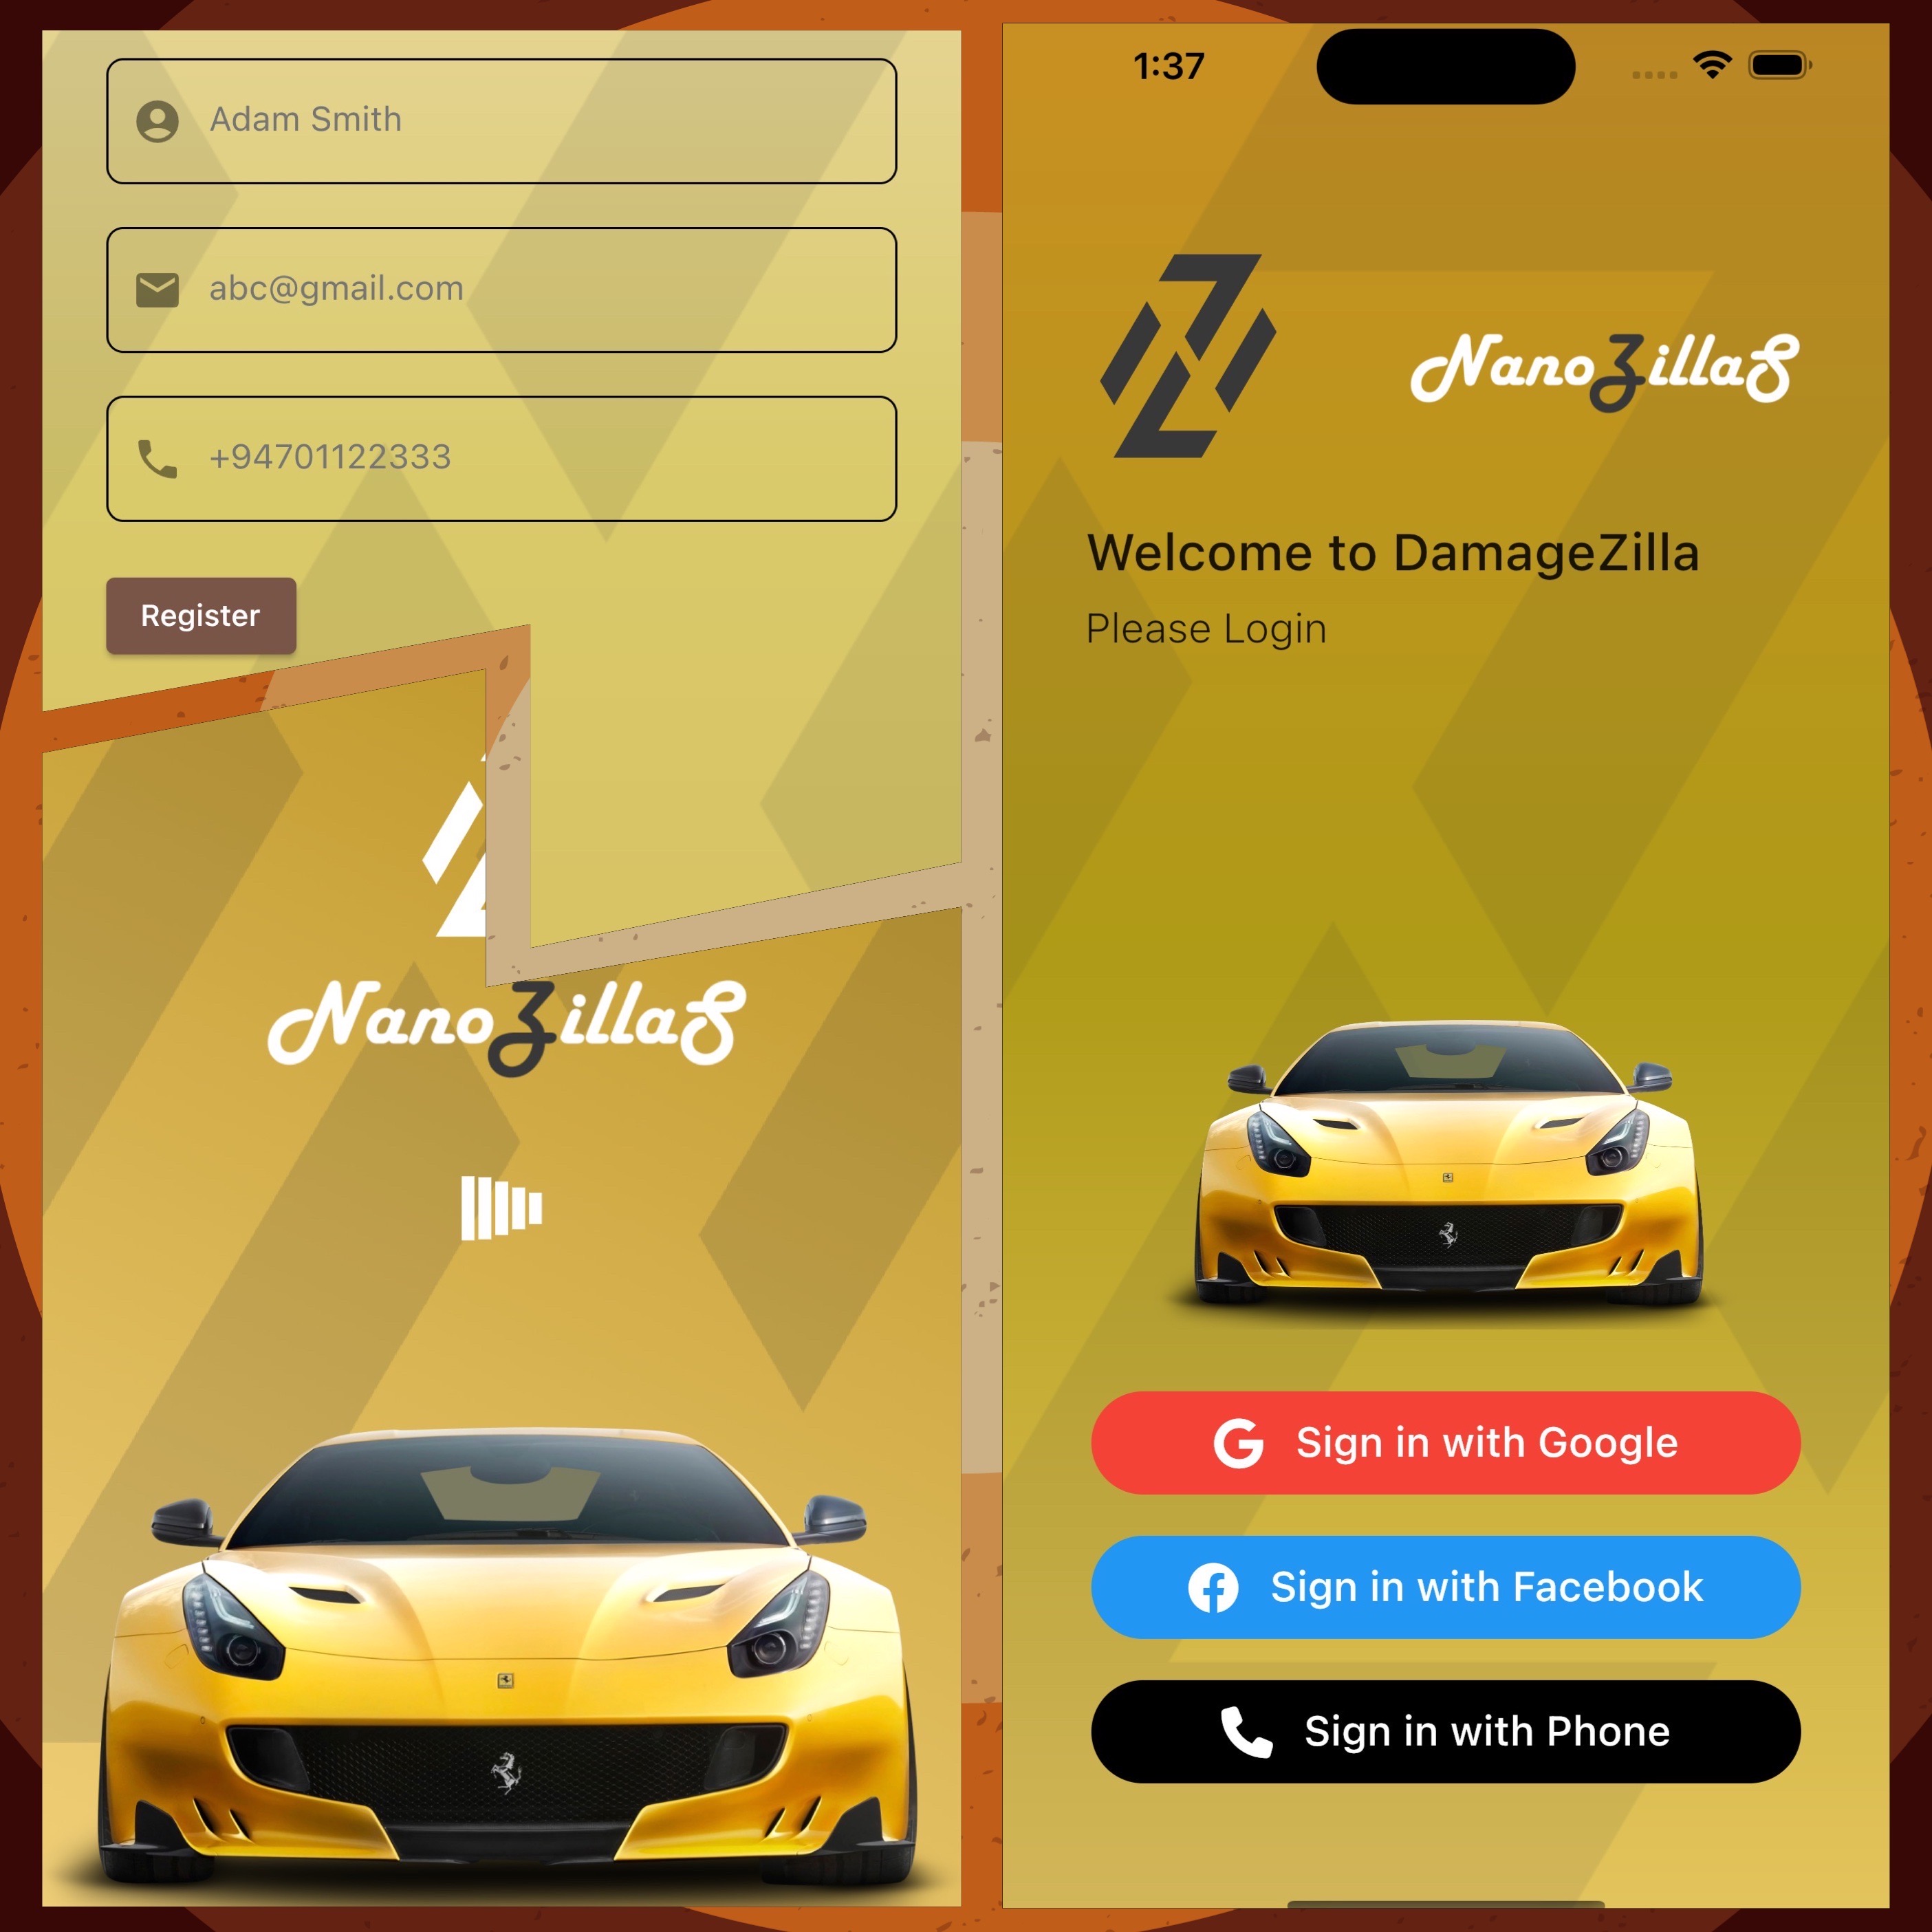 Adam Smith
abc@gmail.com
+94701122333
Register
NanoZillaS
1:37
NanoZillaS
Welcome to DamageZilla
Please Login
Sign in with Google
Sign in with Facebook
Sign in with Phone